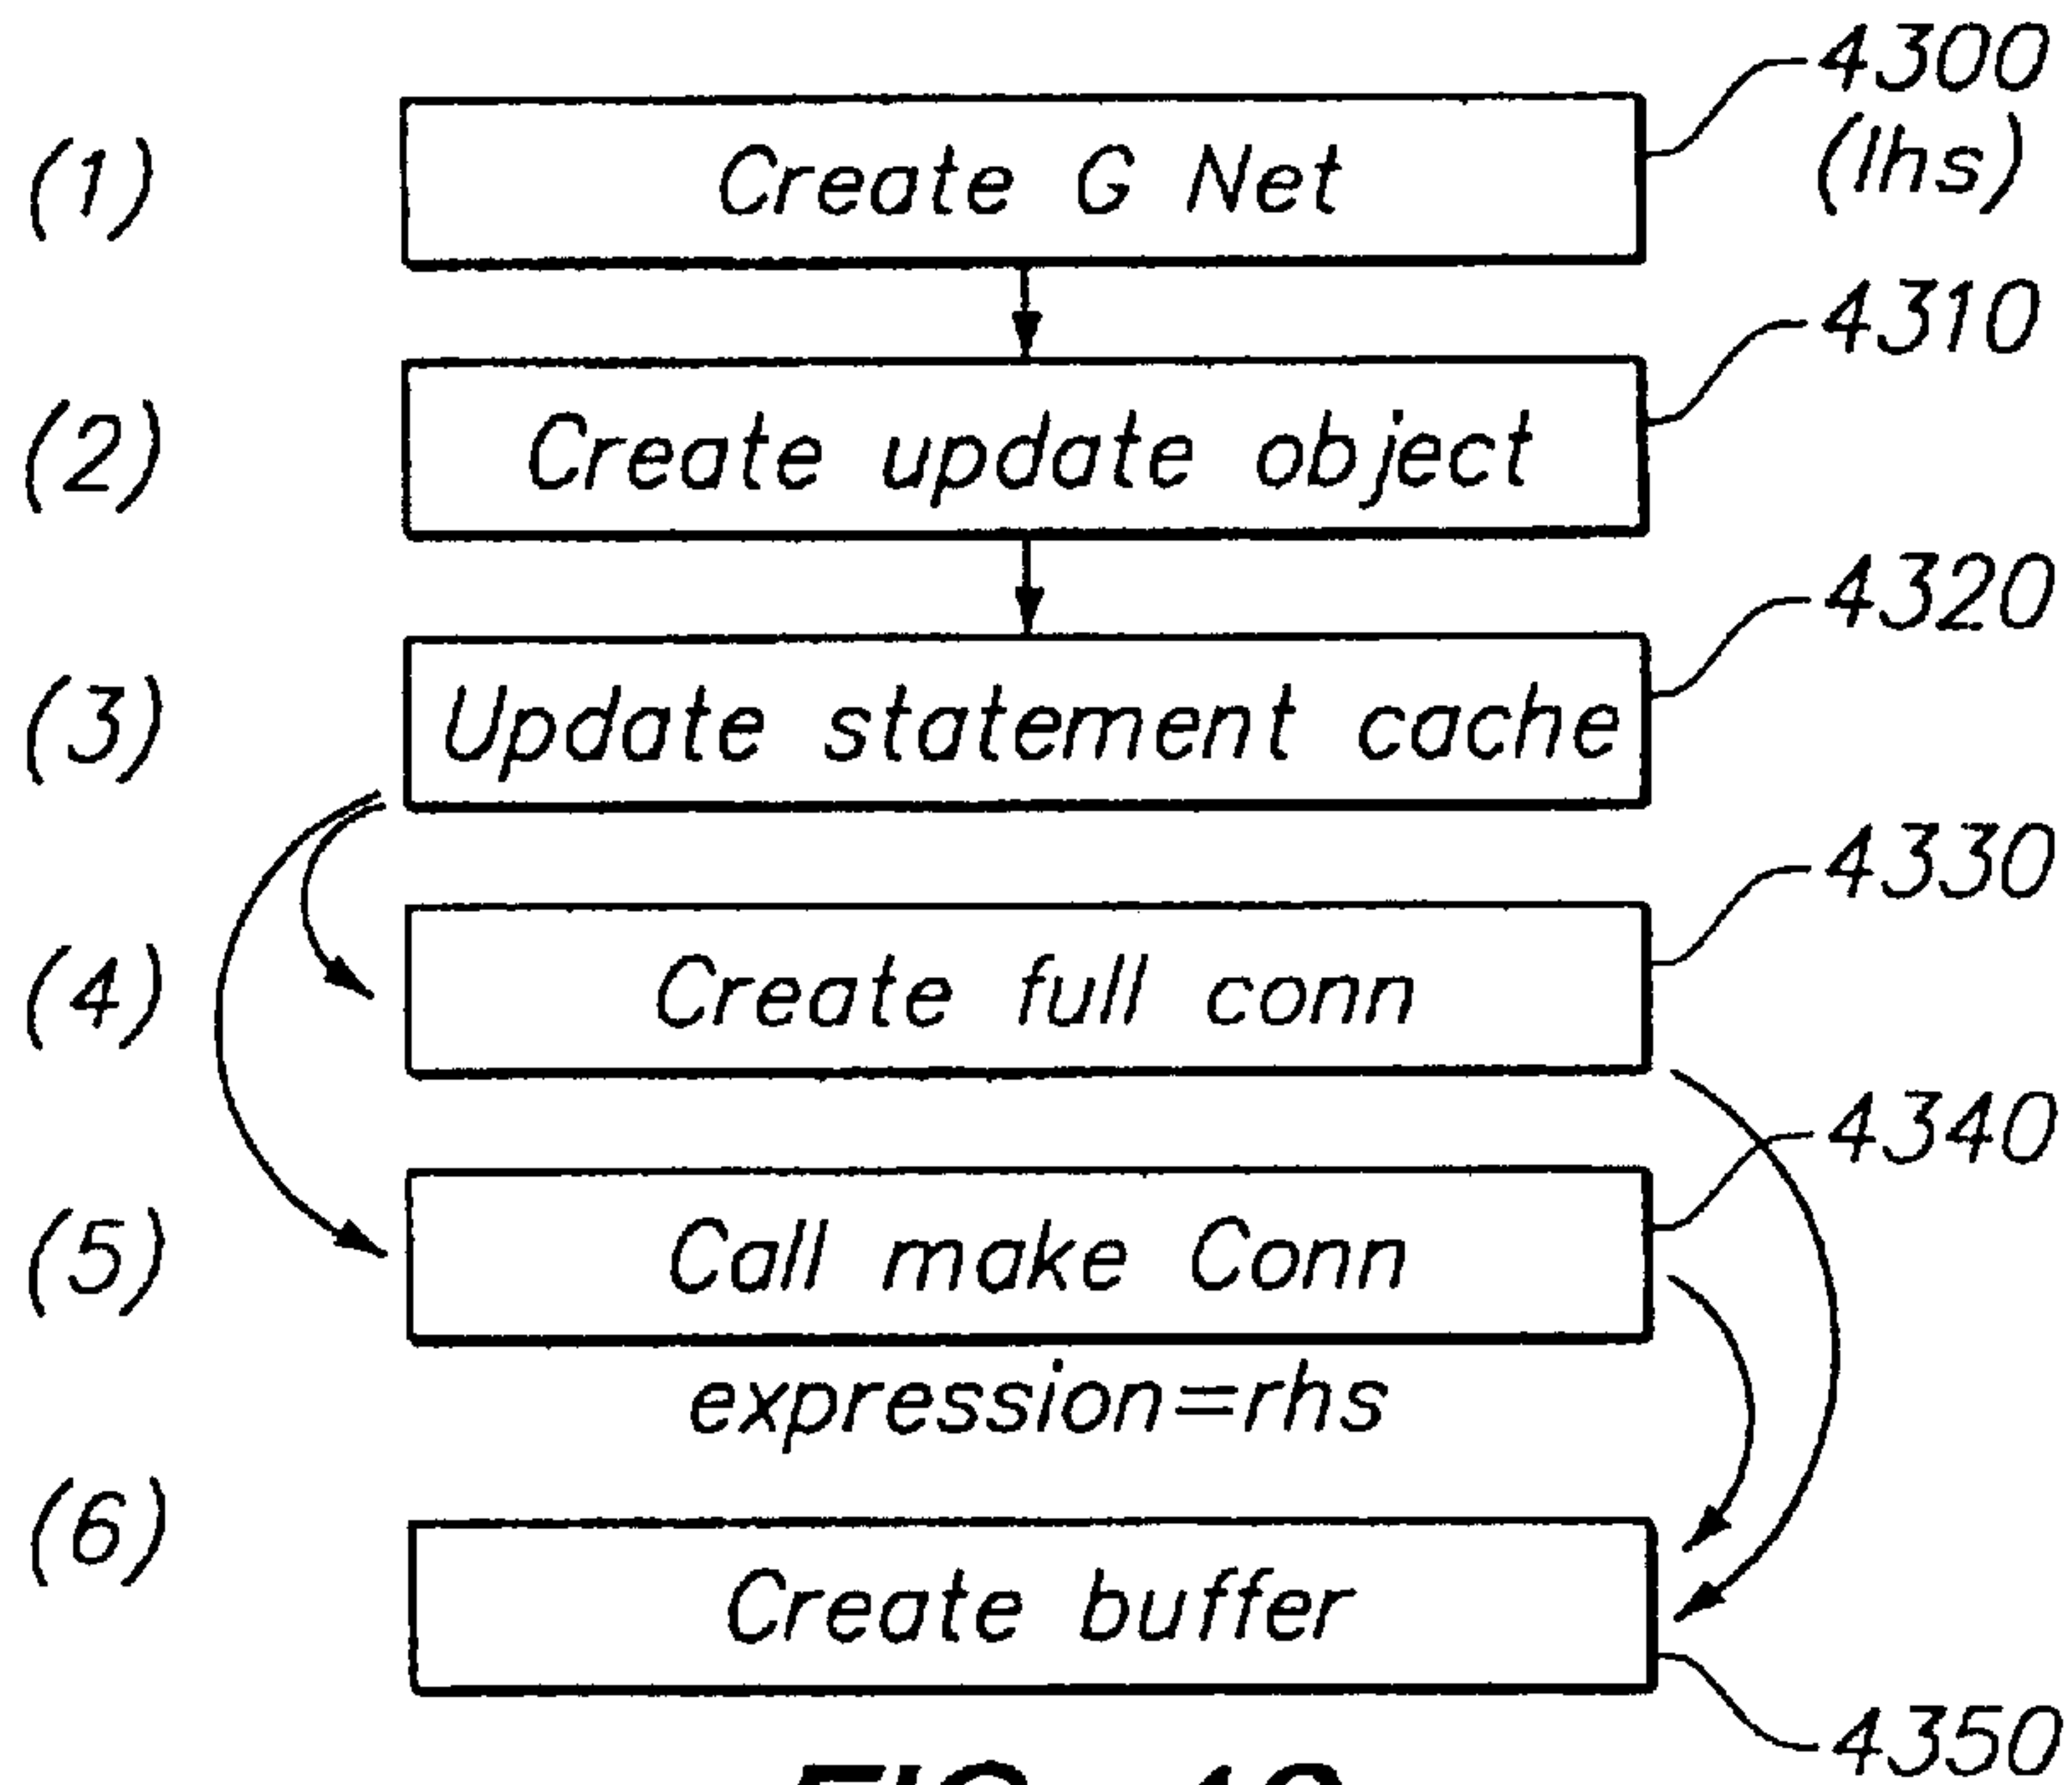 4300
(1) Create G Net (lhs)
4310
(2) Create update object
4320
(3) Update statement cache
4330
(4) Create full conn
4340
(5) Call make Conn
expression=rhs
(6)
Create buffer
4350